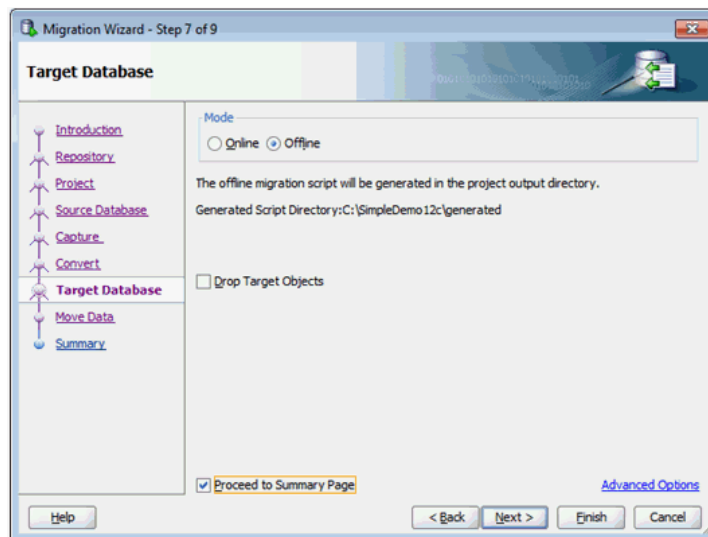 Migration Wizard - Step 7 of 9
Target Database
Introduction
Repository
Project
Source Database
Capture
Convert
Target Database
Move Data
Summary
Mode
Online
Offline
The offline migration script will be generated in the project output directory.
Generated Script Directory:C:\SimpleDemo12c\generated
Drop Target Objects
Proceed to Summary Page
Advanced Options
Help
< Back
Next >
Finish
Cancel